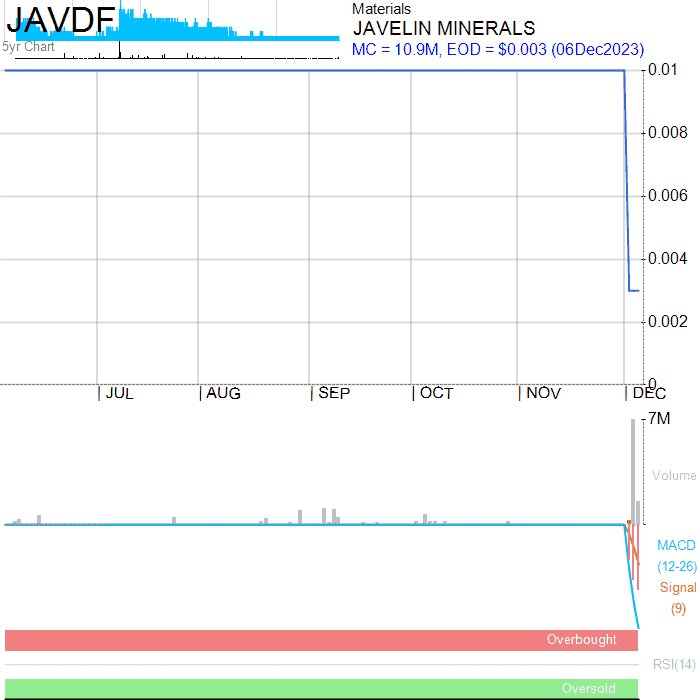 JAVDF
5yr Chart
Materials
JAVELIN MINERALS
MC = 10.9M, EOD = $0.003 (06Dec2023)
0.01
0.008
0.006
0.004
0.002
0
| JUL | AUG | SEP | OCT | NOV | DEC
7M
Volume
MACD
(12-26)
Signal
(9)
Overbought
RSI(14)
Oversold